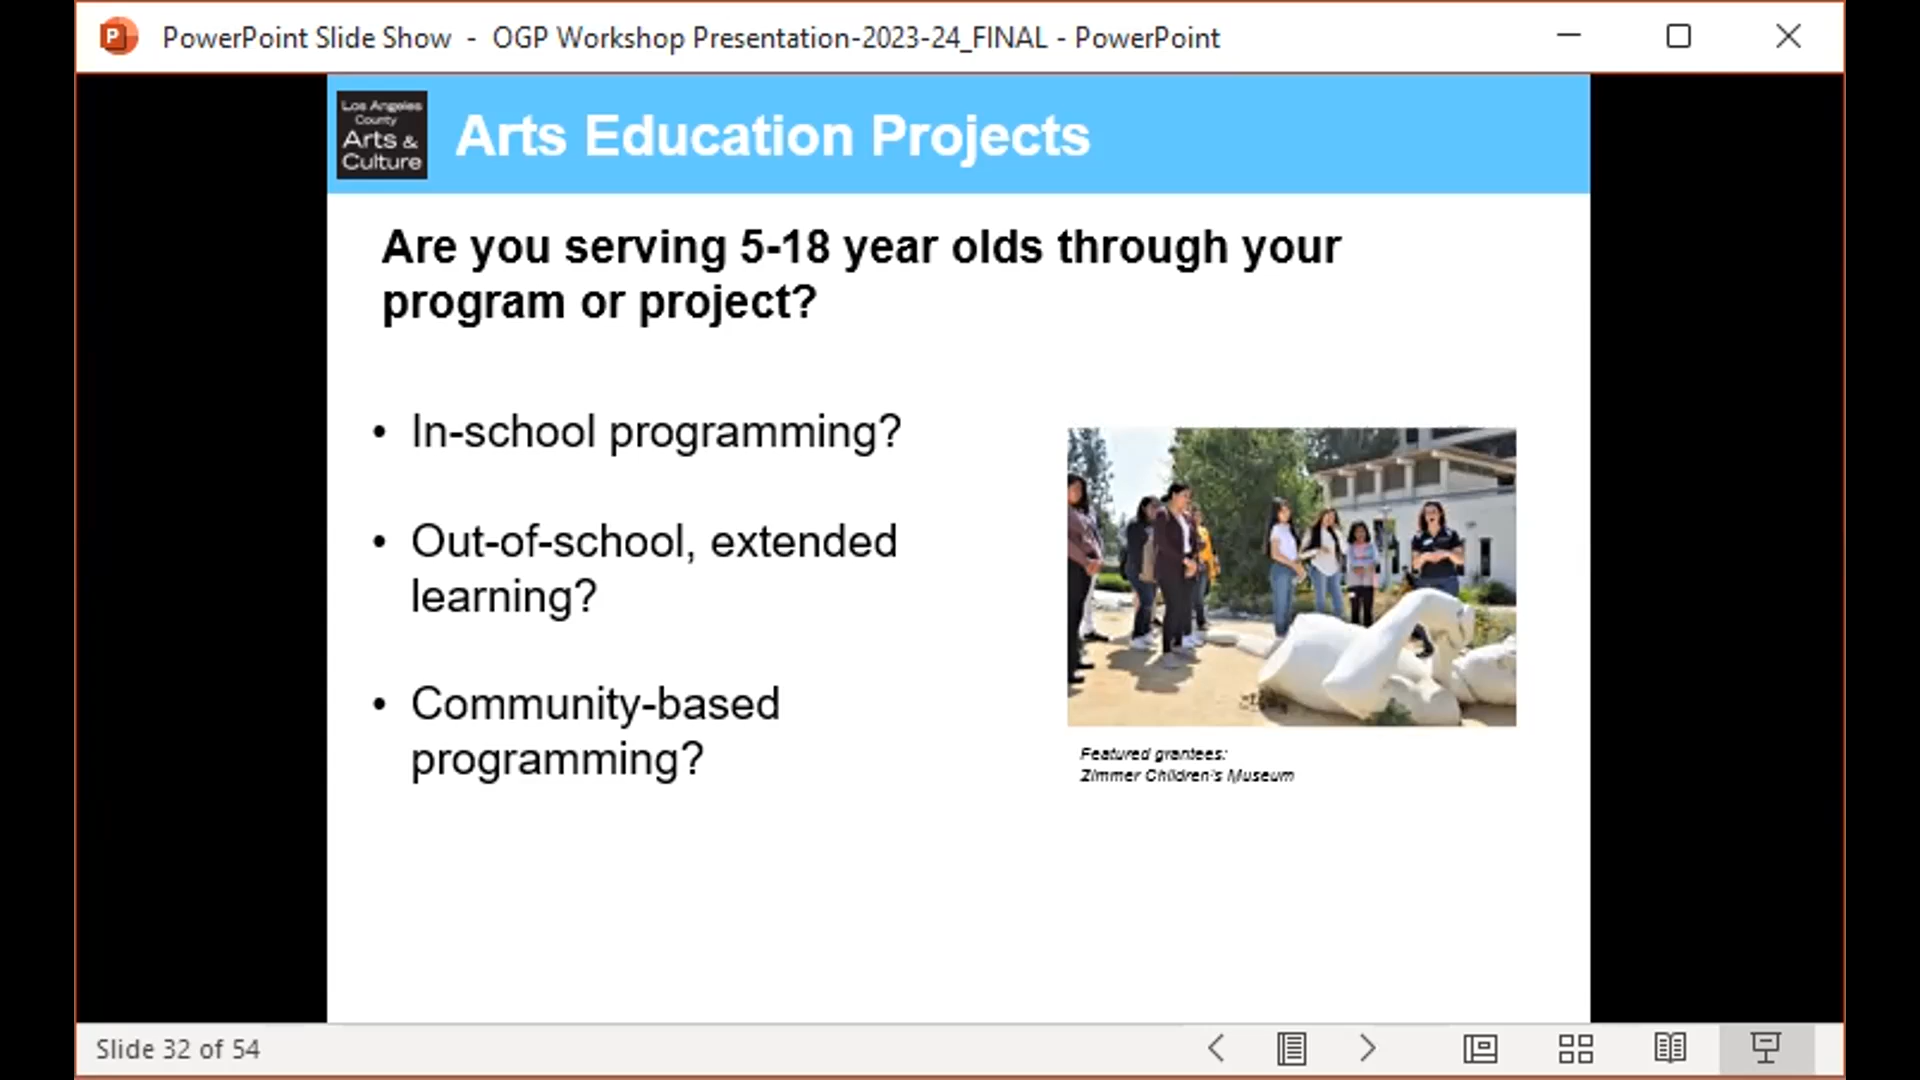 PowerPoint Slide Show - OGP Workshop Presentation-2023-24_FINAL - PowerPoint
Los Angeles
County
Arts &
Culture
Arts Education Projects
Are you serving 5-18 year olds through your
program or project?
• In-school programming?
• Out-of-school, extended
learning?
• Community-based
programming?
Featured grantees:
Zimmer Children's Museum
Slide 32 of 54